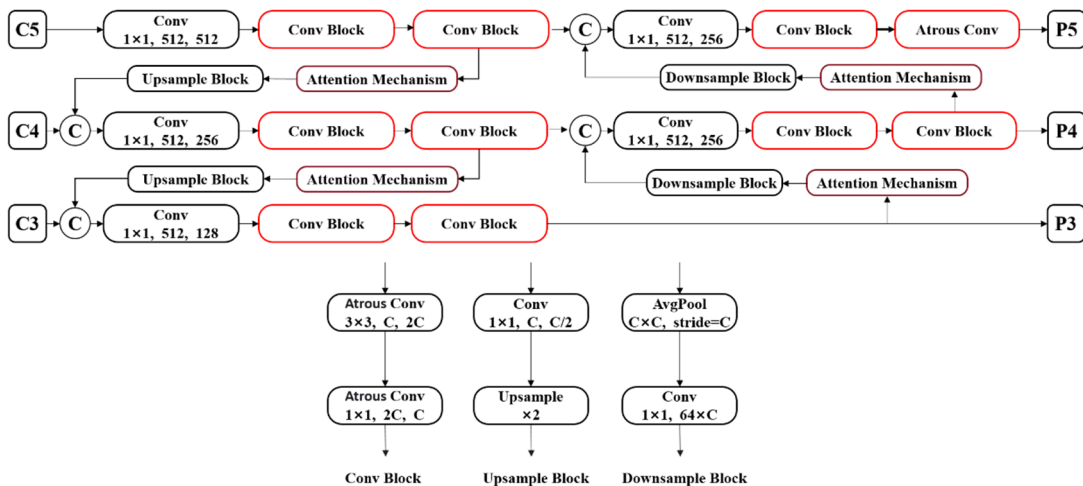 C5
Conv
1×1, 512, 512
Conv Block
Conv Block
C
Conv
1×1, 512, 256
Conv Block
Atrous Conv
P5
Upsample Block
Attention Mechanism
Downsample Block
Attention Mechanism
C4
C
Conv
1×1, 512, 256
Conv Block
Conv Block
C
Conv
1×1, 512, 256
Conv Block
Conv Block
P4
Upsample Block
Attention Mechanism
Downsample Block
Attention Mechanism
C3
C
Conv
1×1, 512, 128
Conv Block
Conv Block
P3
Atrous Conv
3×3, C, 2C
Conv
1×1, C, C/2
AvgPool
C×C, stride=C
Atrous Conv
1×1, 2C, C
Upsample
×2
Conv
1×1, 64×C
Conv Block
Upsample Block
Downsample Block